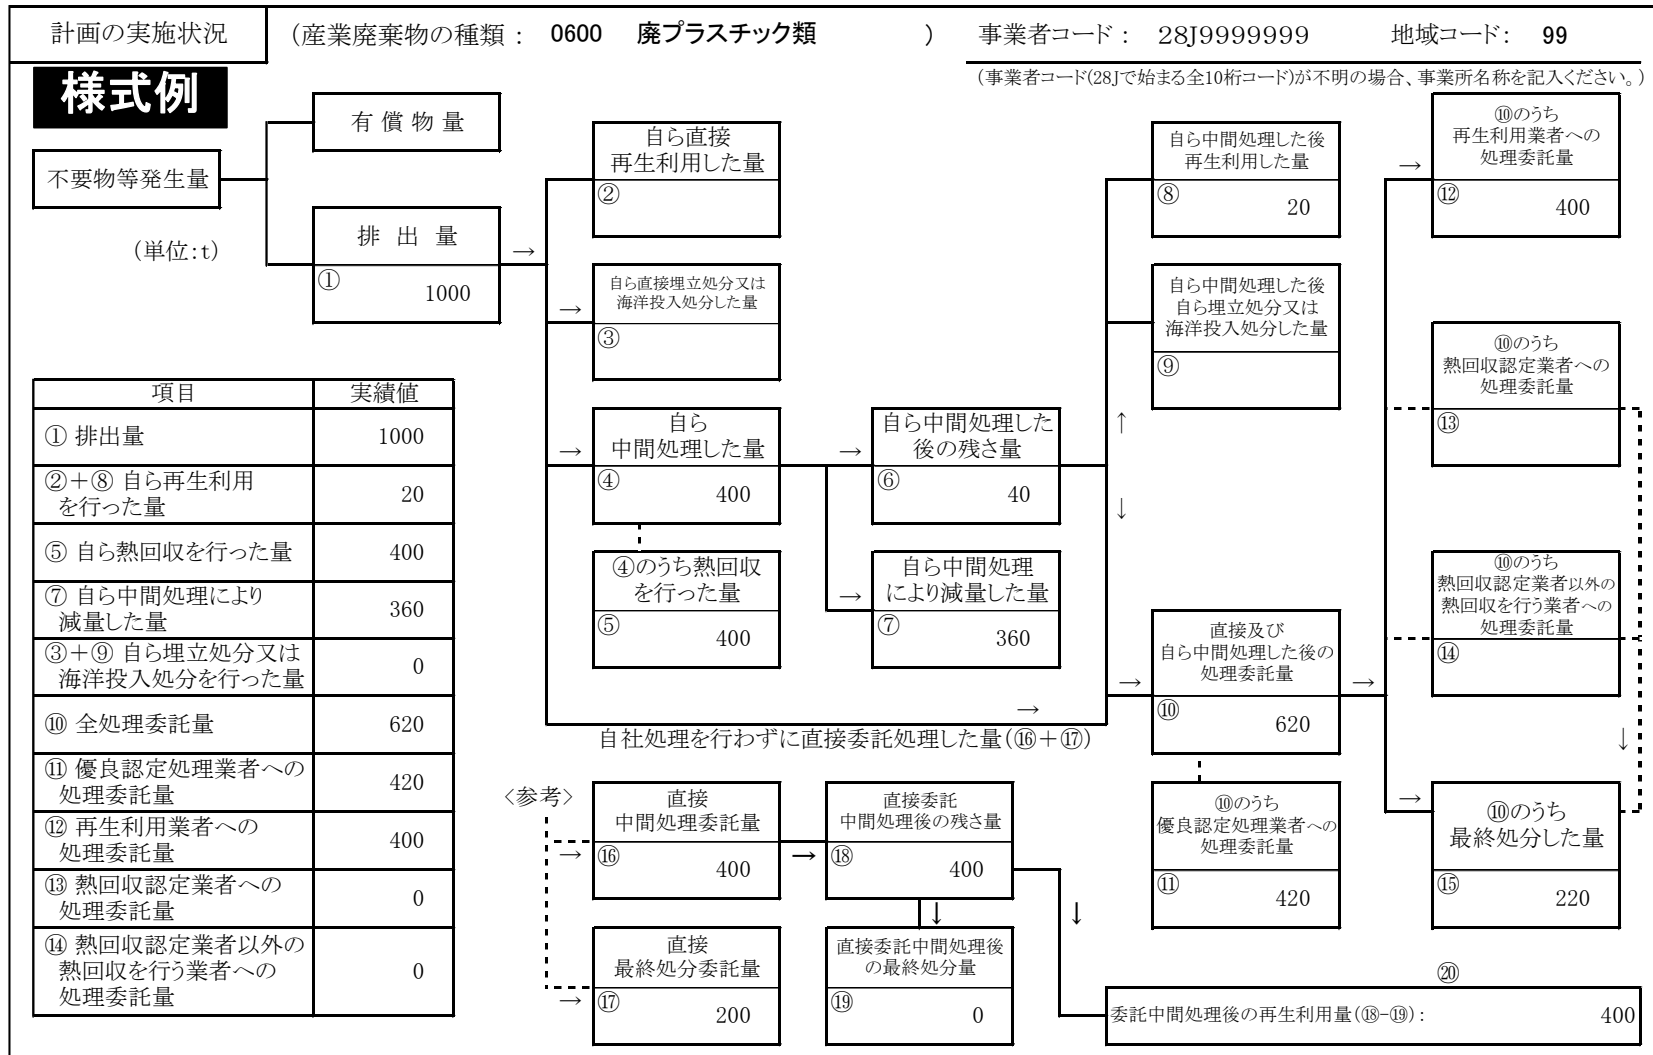 計画の実施状況
（産業廃棄物の種類： 0600 廃プラスチック類 ）
事業者コード： 28J9999999 地域コード： 99
（事業者コード(28Jで始まる全10桁コード)が不明の場合、事業所名称を記入ください。）
様式例
不要物等発生量
（単位：t）
有償物量
排出量
① 1000
→
自ら直接
再生利用した量
②
→
自ら直接埋立処分又は
海洋投入処分した量
③
→
自ら
中間処理した量
④ 400
④のうち熱回収
を行った量
⑤ 400
→
自ら中間処理した
後の残さ量
⑥ 40
→
自ら中間処理
により減量した量
⑦ 360
↑
↓
自ら中間処理した後
再生利用した量
⑧ 20
自ら中間処理した後
自ら埋立処分又は
海洋投入処分した量
⑨
→
自社処理を行わずに直接委託処理した量(⑯＋⑰)
→
直接及び
自ら中間処理した後の
処理委託量
⑩ 620
→
⑩のうち
優良認定処理業者への
処理委託量
⑪ 420
→
⑩のうち
再生利用業者への
処理委託量
⑫ 400
⑩のうち
熱回収認定業者への
処理委託量
⑬
⑩のうち
熱回収認定業者以外の
熱回収を行う業者への
処理委託量
⑭
↓
→
⑩のうち
最終処分した量
⑮ 220
項目 実績値
① 排出量 1000
②＋⑧ 自ら再生利用
を行った量 20
⑤ 自ら熱回収を行った量 400
⑦ 自ら中間処理により
減量した量 360
③＋⑨ 自ら埋立処分又は
海洋投入処分を行った量 0
⑩ 全処理委託量 620
⑪ 優良認定処理業者への
処理委託量 420
⑫ 再生利用業者への
処理委託量 400
⑬ 熱回収認定業者への
処理委託量 0
⑭ 熱回収認定業者以外の
熱回収を行う業者への
処理委託量 0
〈参考〉
→
直接
中間処理委託量
⑯ 400
→
直接委託
中間処理後の残さ量
⑱ 400
↓
↓
→
直接
最終処分委託量
⑰ 200
直接委託中間処理後
の最終処分量
⑲ 0
⑳
委託中間処理後の再生利用量(⑱-⑲)： 400